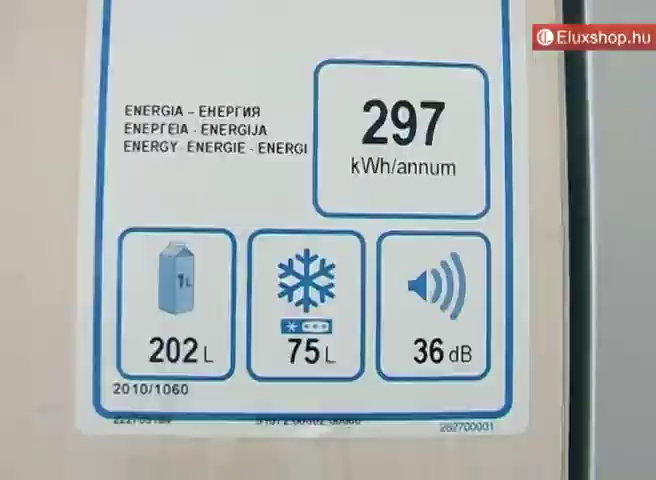 Eluxshop.hu
ENERGIA - ЕНЕРГИЯ
ΕΝΕΡΓΕΙΑ - ENERGIJA
ENERGY - ENERGIE - ENERGI
297
kWh/annum
1L
202 L
75 L
36 dB
2010/1060
262700001